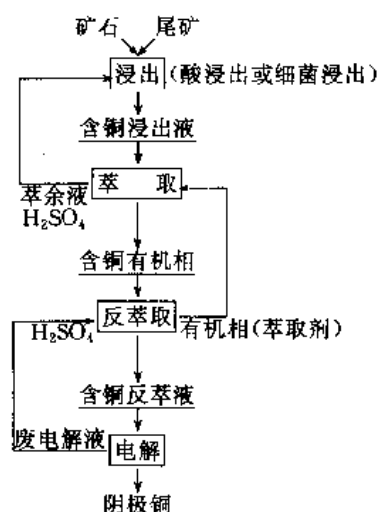 矿石 尾矿
浸出(酸浸出或细菌浸出)
含铜浸出液
萃 取
萃余液
H₂SO₄
含铜有机相
反萃取
H₂SO₄
有机相(萃取剂)
含铜反萃液
废电解液
电解
阴极铜